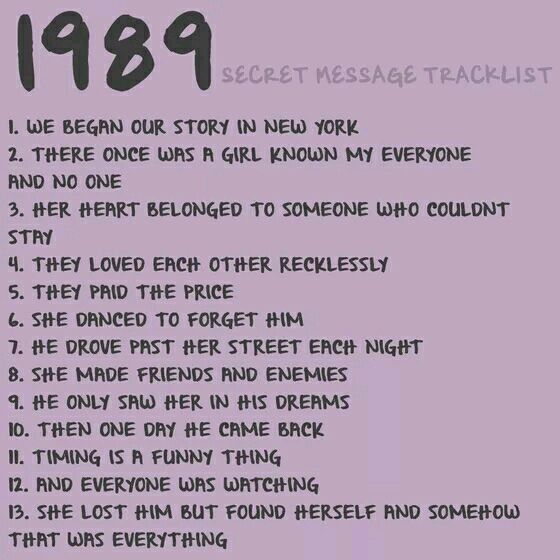 1989
SECRET MESSAGE TRACKLIST
1. WE BEGAN OUR STORY IN NEW YORK
2. THERE ONCE WAS A GIRL KNOWN MY EVERYONE
AND NO ONE
3. HER HEART BELONGED TO SOMEONE WHO COULDNT
STAY
4. THEY LOVED EACH OTHER RECKLESSLY
5. THEY PAID THE PRICE
6. SHE DANCED TO FORGET HIM
7. HE DROVE PAST HER STREET EACH NIGHT
8. SHE MADE FRIENDS AND ENEMIES
9. HE ONLY SAW HER IN HIS DREAMS
10. THEN ONE DAY HE CAME BACK
11. TIMING IS A FUNNY THING
12. AND EVERYONE WAS WATCHING
13. SHE LOST HIM BUT FOUND HERSELF AND SOMEHOW
THAT WAS EVERYTHING